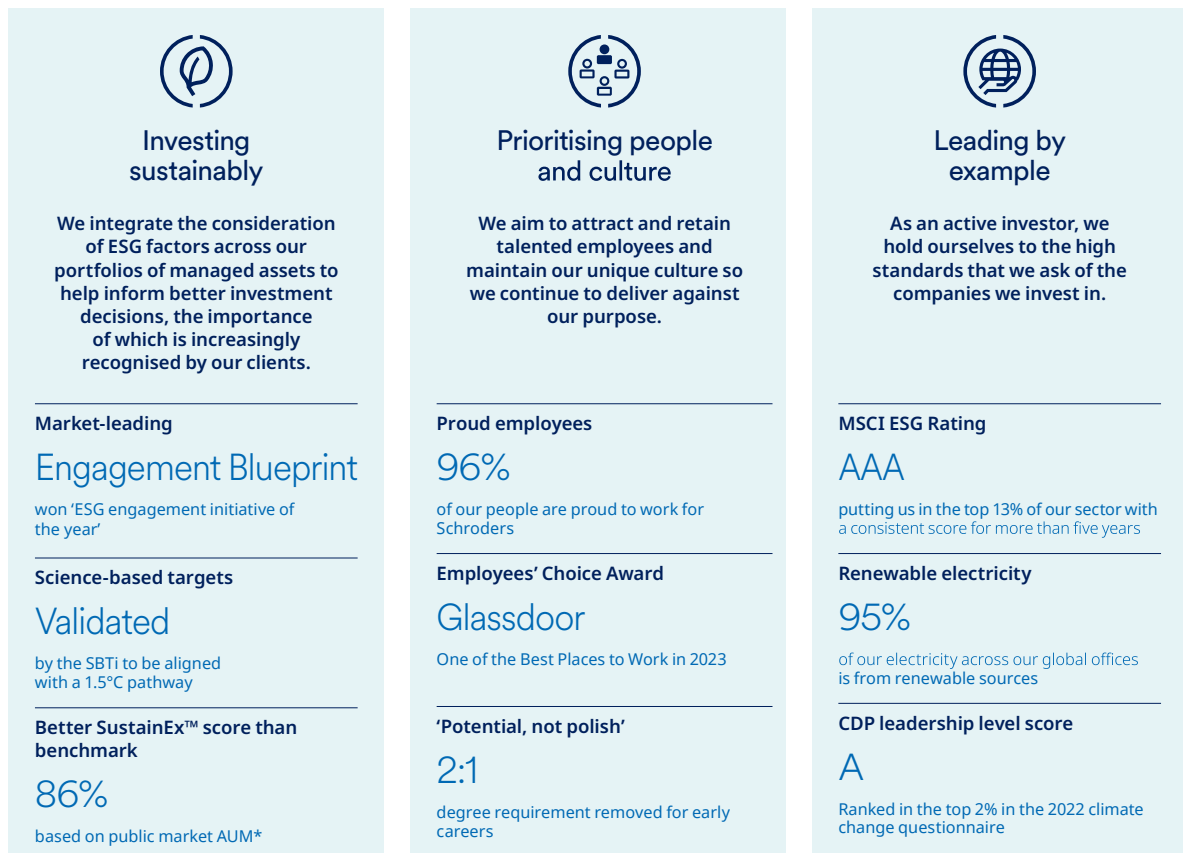 Investing
sustainably
We integrate the consideration
of ESG factors across our
portfolios of managed assets to
help inform better investment
decisions, the importance
of which is increasingly
recognised by our clients.
Market-leading
Engagement Blueprint
won ‘ESG engagement initiative of
the year’
Science-based targets
Validated
by the SBTi to be aligned
with a 1.5°C pathway
Better SustainEx™ score than
benchmark
86%
based on public market AUM*
Prioritising people
and culture
We aim to attract and retain
talented employees and
maintain our unique culture so
we continue to deliver against
our purpose.
Proud employees
96%
of our people are proud to work for
Schroders
Employees’ Choice Award
Glassdoor
One of the Best Places to Work in 2023
‘Potential, not polish’
2:1
degree requirement removed for early
careers
Leading by
example
As an active investor, we
hold ourselves to the high
standards that we ask of the
companies we invest in.
MSCI ESG Rating
AAA
putting us in the top 13% of our sector with
a consistent score for more than five years
Renewable electricity
95%
of our electricity across our global offices
is from renewable sources
CDP leadership level score
A
Ranked in the top 2% in the 2022 climate
change questionnaire